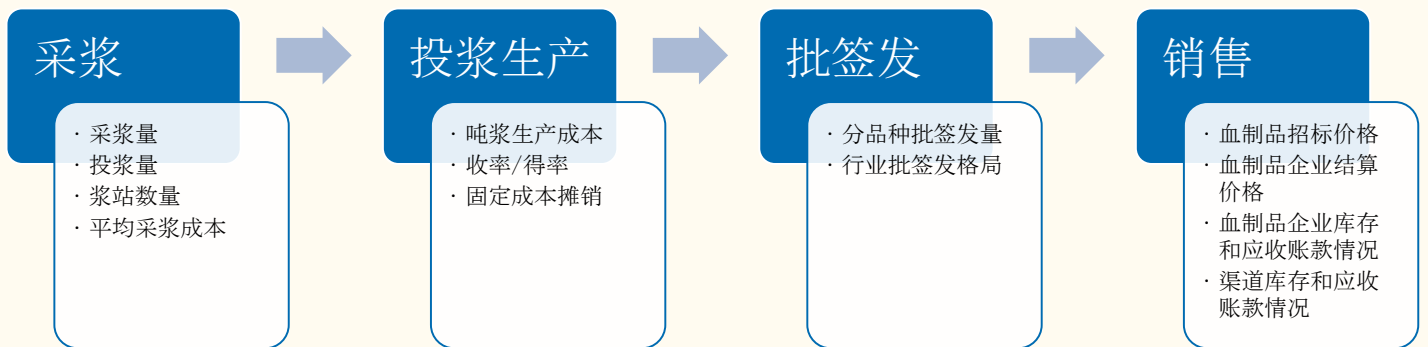 采浆
· 采浆量
· 投浆量
· 浆站数量
· 平均采浆成本
投浆生产
· 吨浆生产成本
· 收率/得率
· 固定成本摊销
批签发
· 分品种批签发量
· 行业批签发格局
销售
· 血制品招标价格
· 血制品企业结算
价格
· 血制品企业库存
和应收账款情况
· 渠道库存和应收
账款情况